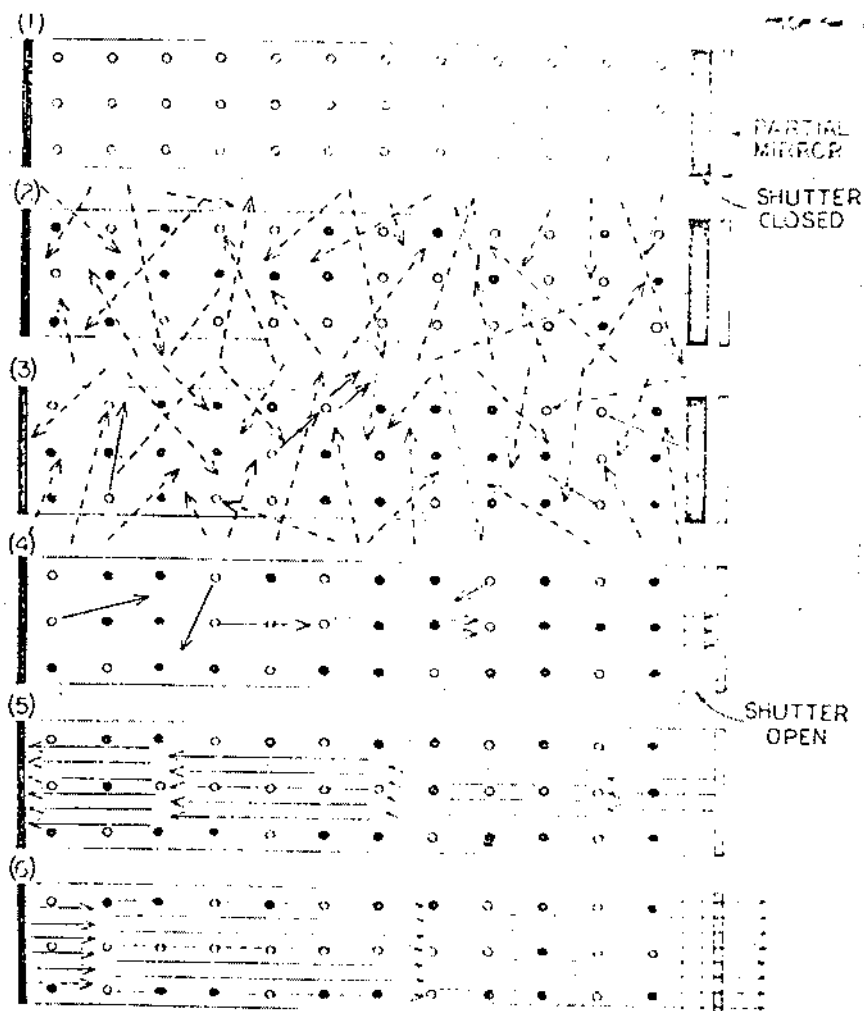 (1)
PARTIAL
MIRROR
(2)
SHUTTER
CLOSED
(3)
(4)
(5)
SHUTTER
OPEN
(6)